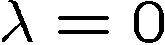 λ = 0